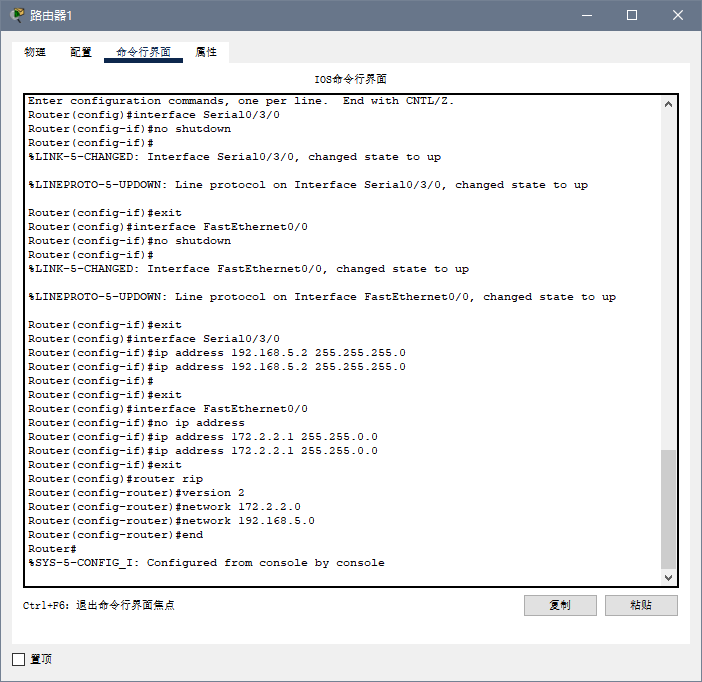 路由器1
物理 配置 命令行界面 属性
IOS命令行界面
Enter configuration commands, one per line.  End with CNTL/Z.
Router(config)#interface Serial0/3/0
Router(config-if)#no shutdown
Router(config-if)#
%LINK-5-CHANGED: Interface Serial0/3/0, changed state to up
%LINEPROTO-5-UPDOWN: Line protocol on Interface Serial0/3/0, changed state to up
Router(config-if)#exit
Router(config)#interface FastEthernet0/0
Router(config-if)#no shutdown
Router(config-if)#
%LINK-5-CHANGED: Interface FastEthernet0/0, changed state to up
%LINEPROTO-5-UPDOWN: Line protocol on Interface FastEthernet0/0, changed state to up
Router(config-if)#exit
Router(config)#interface Serial0/3/0
Router(config-if)#ip address 192.168.5.2 255.255.255.0
Router(config-if)#ip address 192.168.5.2 255.255.255.0
Router(config-if)#
Router(config-if)#exit
Router(config)#interface FastEthernet0/0
Router(config-if)#no ip address
Router(config-if)#ip address 172.2.2.1 255.255.0.0
Router(config-if)#ip address 172.2.2.1 255.255.0.0
Router(config-if)#exit
Router(config)#router rip
Router(config-router)#version 2
Router(config-router)#network 172.2.2.0
Router(config-router)#network 192.168.5.0
Router(config-router)#end
Router#
%SYS-5-CONFIG_I: Configured from console by console
Ctrl+F6: 退出命令行界面焦点
复制 粘贴
置顶